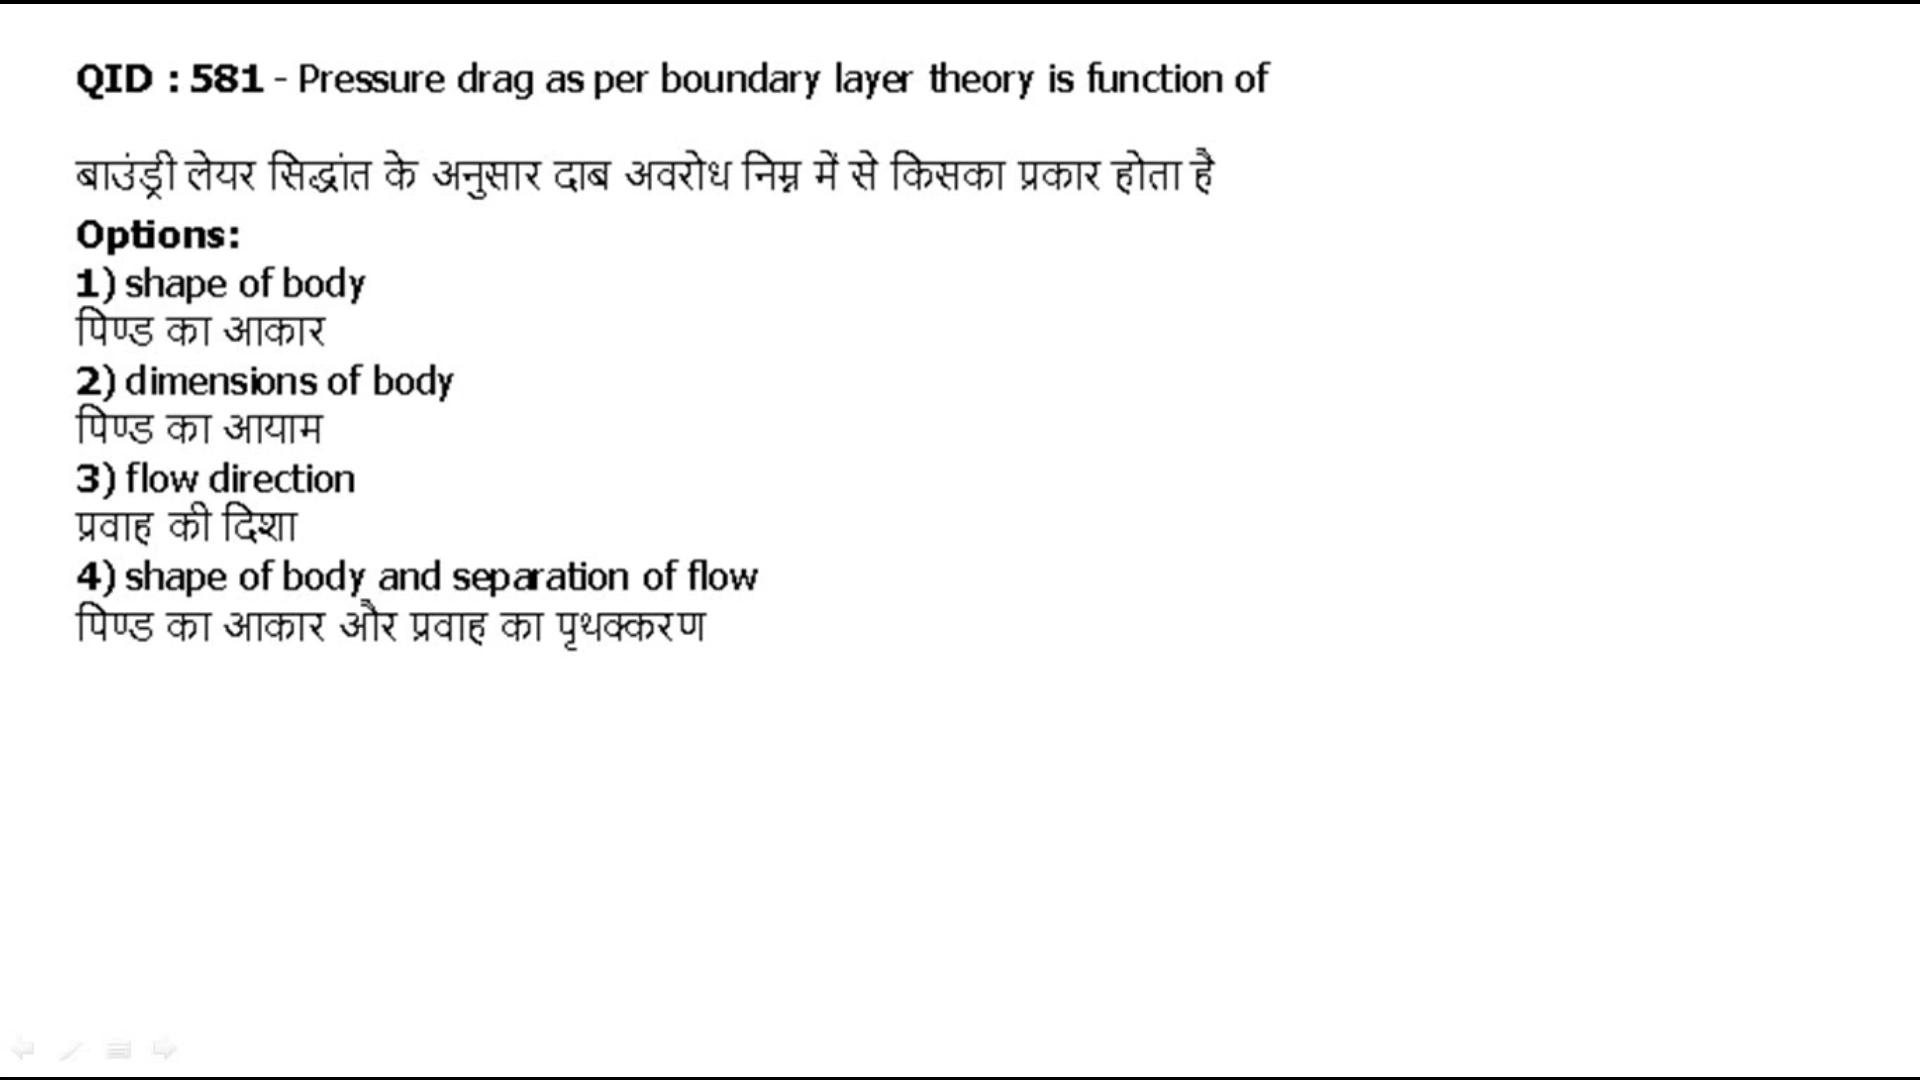 QID : 581 - Pressure drag as per boundary layer theory is function of
बाउंड्री लेयर सिद्धांत के अनुसार दाब अवरोध निम्न में से किसका प्रकार होता है
Options:
1) shape of body
पिण्ड का आकार
2) dimensions of body
पिण्ड का आयाम
3) flow direction
प्रवाह की दिशा
4) shape of body and separation of flow
पिण्ड का आकार और प्रवाह का पृथक्करण